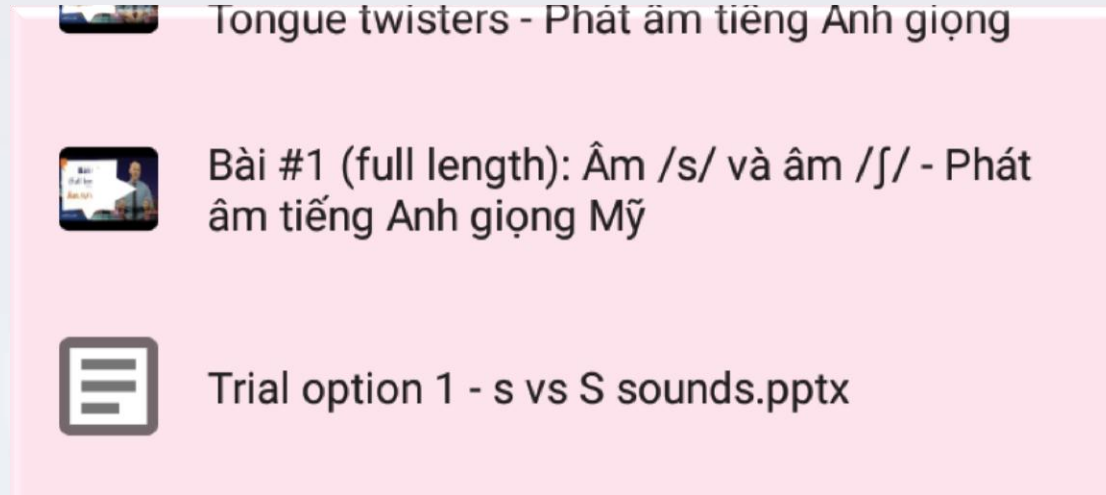 Tongue twisters - Phát âm tiếng Anh giọng
Bài #1 (full length): Âm /s/ và âm /ʃ/ - Phát
âm tiếng Anh giọng Mỹ
Trial option 1 - s vs S sounds.pptx